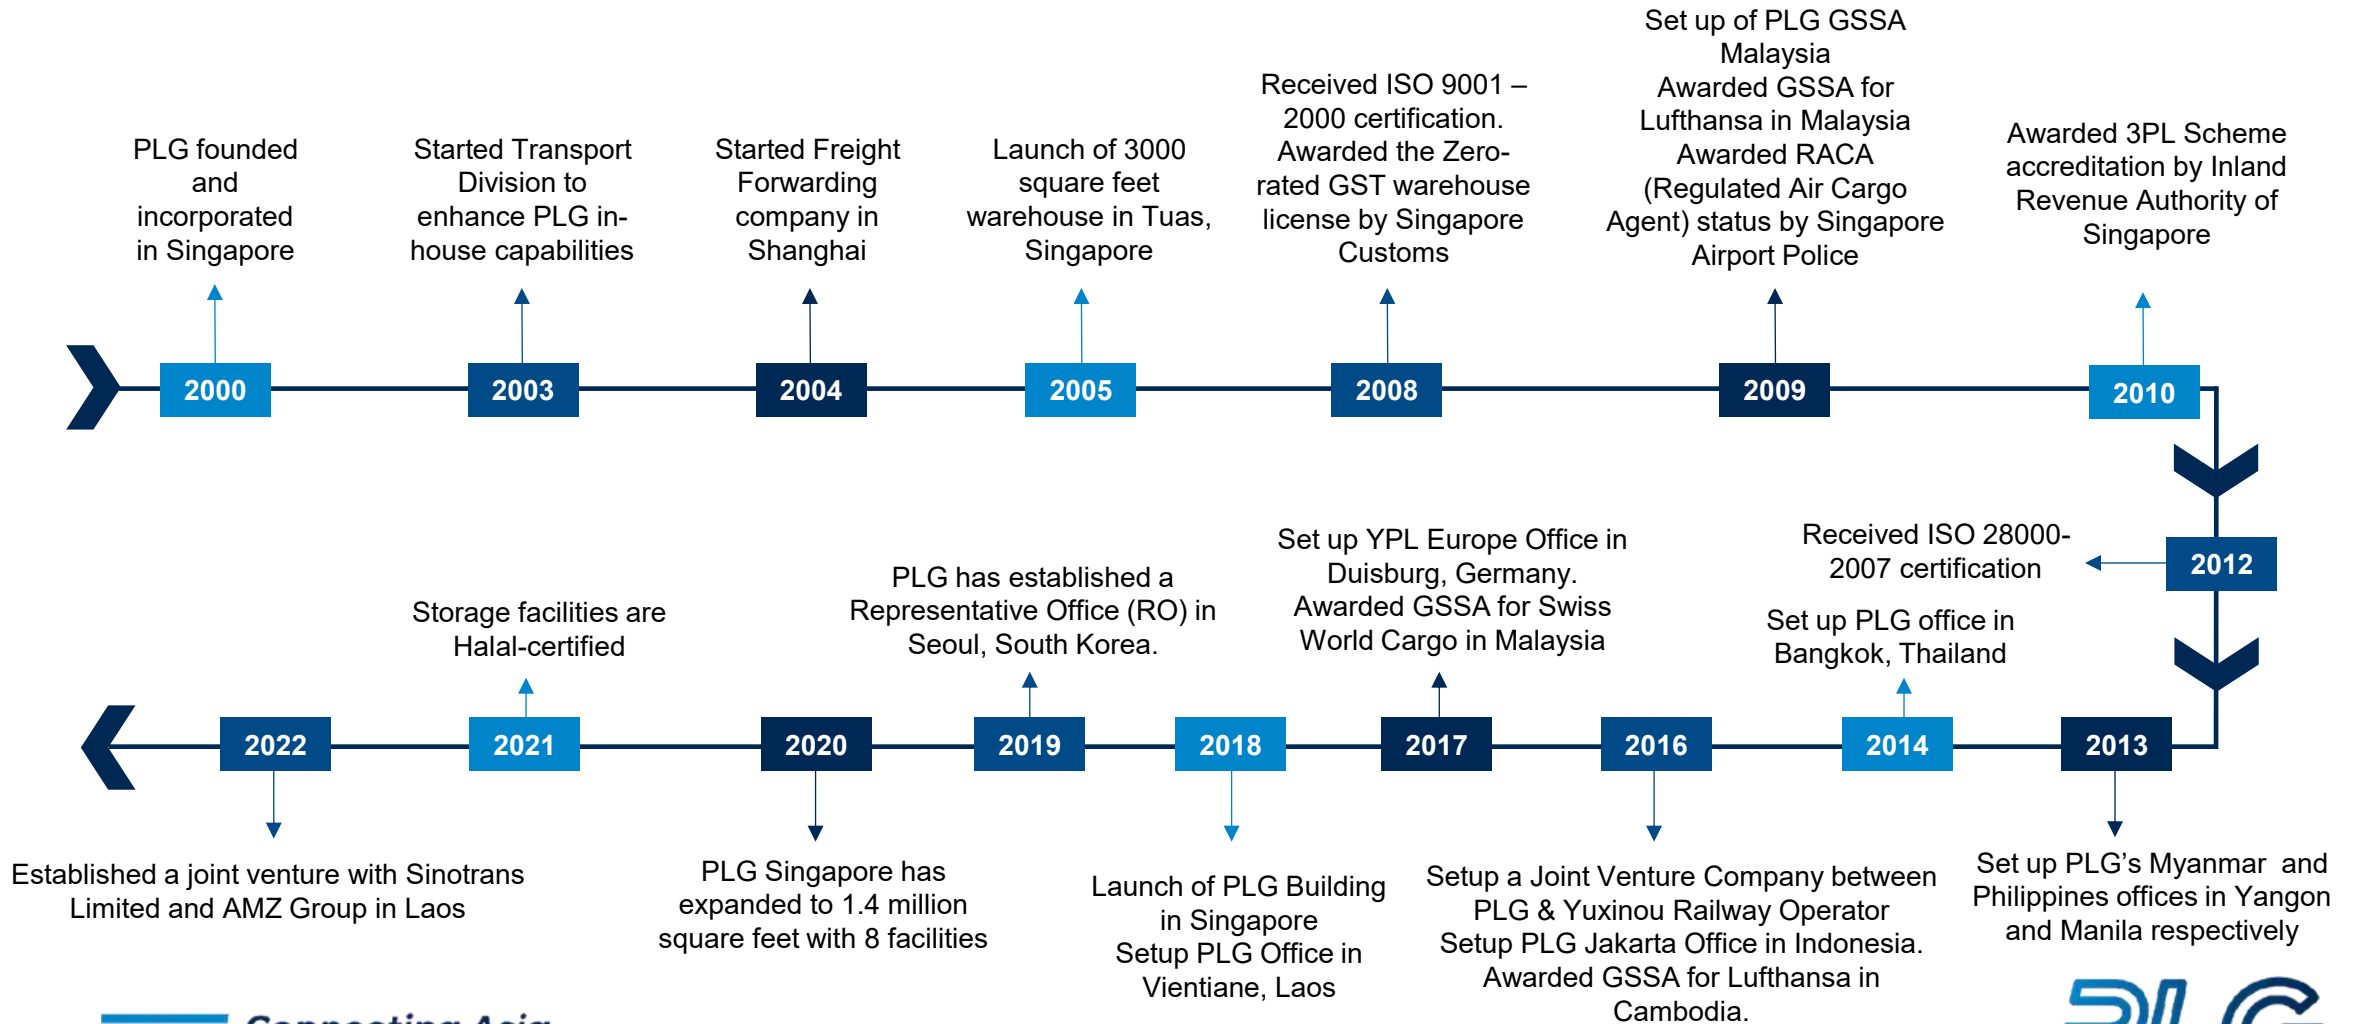 PLG founded
and
incorporated
in Singapore
2000
Started Transport
Division to
enhance PLG in-
house capabilities
2003
Started Freight
Forwarding
company in
Shanghai
2004
Launch of 3000
square feet
warehouse in Tuas,
Singapore
2005
Received ISO 9001 –
2000 certification.
Awarded the Zero-
rated GST warehouse
license by Singapore
Customs
2008
Set up of PLG GSSA
Malaysia
Awarded GSSA for
Lufthansa in Malaysia
Awarded RACA
(Regulated Air Cargo
Agent) status by Singapore
Airport Police
2009
Awarded 3PL Scheme
accreditation by Inland
Revenue Authority of
Singapore
2010
Received ISO 28000-
2007 certification
2012
2013
Set up PLG’s Myanmar  and
Philippines offices in Yangon
and Manila respectively
Set up PLG office in
Bangkok, Thailand
2014
2016
Setup a Joint Venture Company between
PLG & Yuxinou Railway Operator
Setup PLG Jakarta Office in Indonesia.
Awarded GSSA for Lufthansa in
Cambodia.
Set up YPL Europe Office in
Duisburg, Germany.
Awarded GSSA for Swiss
World Cargo in Malaysia
2017
2018
Launch of PLG Building
in Singapore
Setup PLG Office in
Vientiane, Laos
PLG has established a
Representative Office (RO) in
Seoul, South Korea.
2019
2020
PLG Singapore has
expanded to 1.4 million
square feet with 8 facilities
Storage facilities are
Halal-certified
2021
2022
Established a joint venture with Sinotrans
Limited and AMZ Group in Laos
Connecting Asia
PLG